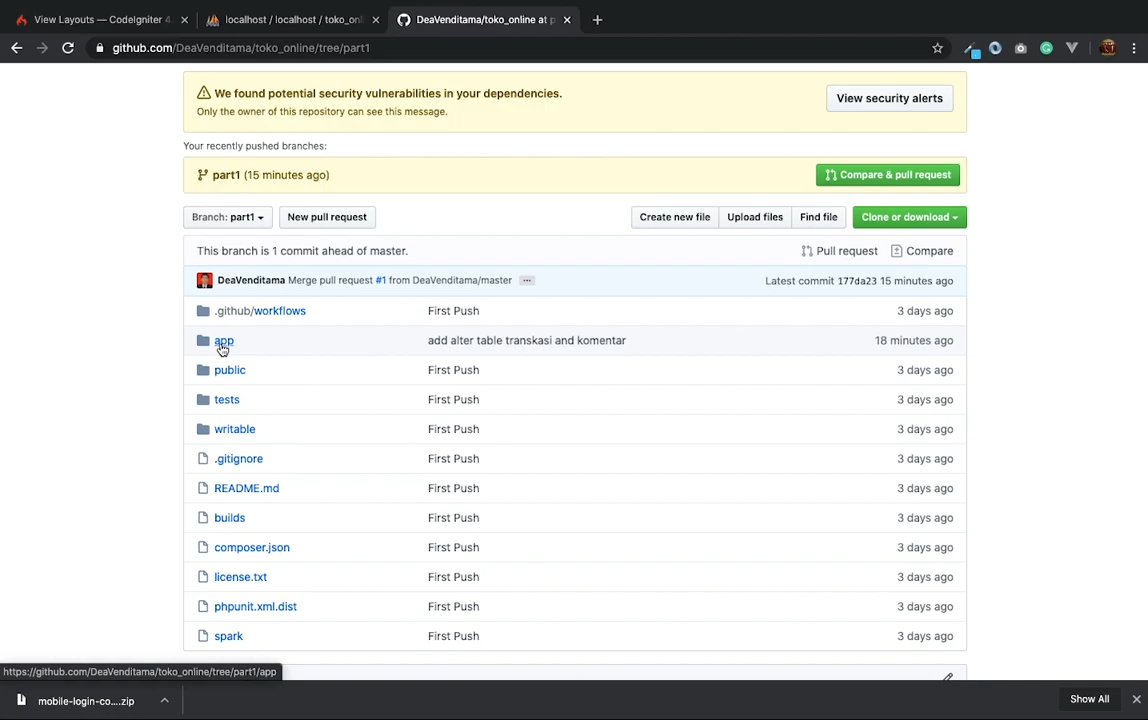 View Layouts — CodeIgniter 4.
localhost / localhost / toko_onl
DeaVenditama/toko_online at p
github.com/DeaVenditama/toko_online/tree/part1
We found potential security vulnerabilities in your dependencies.
Only the owner of this repository can see this message.
View security alerts
Your recently pushed branches:
part1 (15 minutes ago)
Compare & pull request
Branch: part1
New pull request
Create new file
Upload files
Find file
Clone or download
This branch is 1 commit ahead of master.
Pull request
Compare
DeaVenditama Merge pull request #1 from DeaVenditama/master ...
Latest commit 177da23 15 minutes ago
.github/workflows First Push 3 days ago
app add alter table transkasi and komentar 18 minutes ago
public First Push 3 days ago
tests First Push 3 days ago
writable First Push 3 days ago
.gitignore First Push 3 days ago
README.md First Push 3 days ago
builds First Push 3 days ago
composer.json First Push 3 days ago
license.txt First Push 3 days ago
phpunit.xml.dist First Push 3 days ago
spark First Push 3 days ago
https://github.com/DeaVenditama/toko_online/tree/part1/app
mobile-login-co....zip
Show All